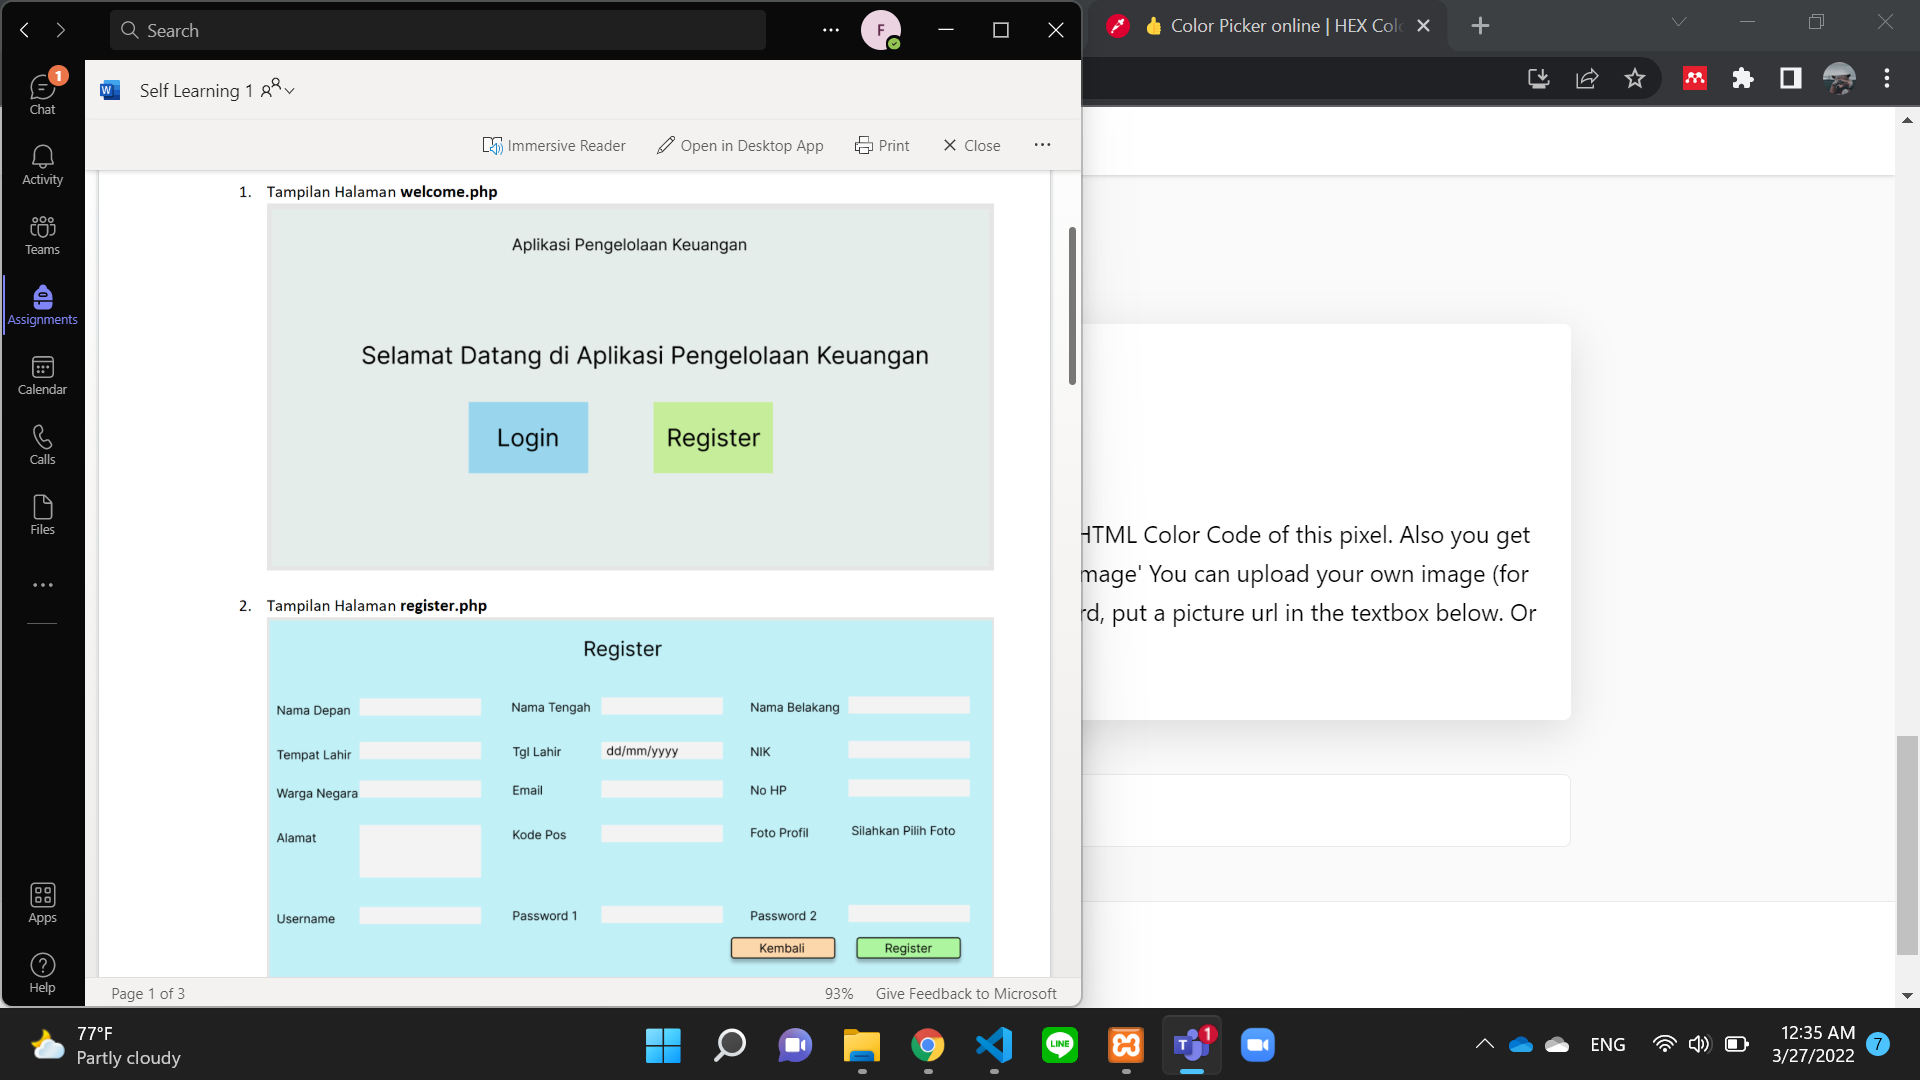 Search
F
👍 Color Picker online | HEX Col
1
Chat
Activity
Teams
Assignments
Calendar
Calls
Files
Apps
Help
W
Self Learning 1
Immersive Reader
Open in Desktop App
Print
Close
1. Tampilan Halaman welcome.php
Aplikasi Pengelolaan Keuangan
Selamat Datang di Aplikasi Pengelolaan Keuangan
Login
Register
2. Tampilan Halaman register.php
Register
Nama Depan
Nama Tengah
Nama Belakang
Tempat Lahir
Tgl Lahir
dd/mm/yyyy
NIK
Warga Negara
Email
No HP
Alamat
Kode Pos
Foto Profil
Silahkan Pilih Foto
Username
Password 1
Password 2
Kembali
Register
Page 1 of 3
93%
Give Feedback to Microsoft
HTML Color Code of this pixel. Also you get
mage' You can upload your own image (for
rd, put a picture url in the textbox below. Or
77°F
Partly cloudy
LINE
T
1
ENG
12:35 AM
3/27/2022
7